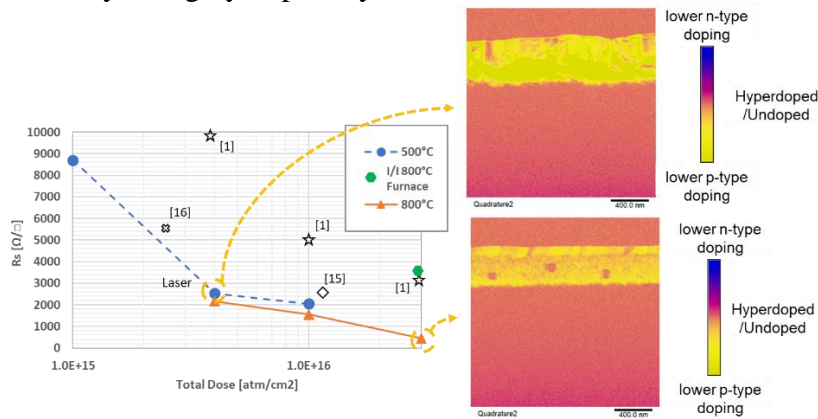 10000
9000
8000
7000
6000
5000
4000
3000
2000
1000
0
Rs [Ω/□]
1.0E+15
1.0E+16
Total Dose [atm/cm2]
[1]
[16]
[1]
[15]
[1]
Laser
500°C
I/I 800°C
Furnace
800°C
lower n-type
doping
Hyperdoped
/Undoped
lower p-type
doping
Quadrature2
400.0 nm
lower n-type
doping
Hyperdoped
/Undoped
lower p-type
doping
Quadrature2
400.0 nm